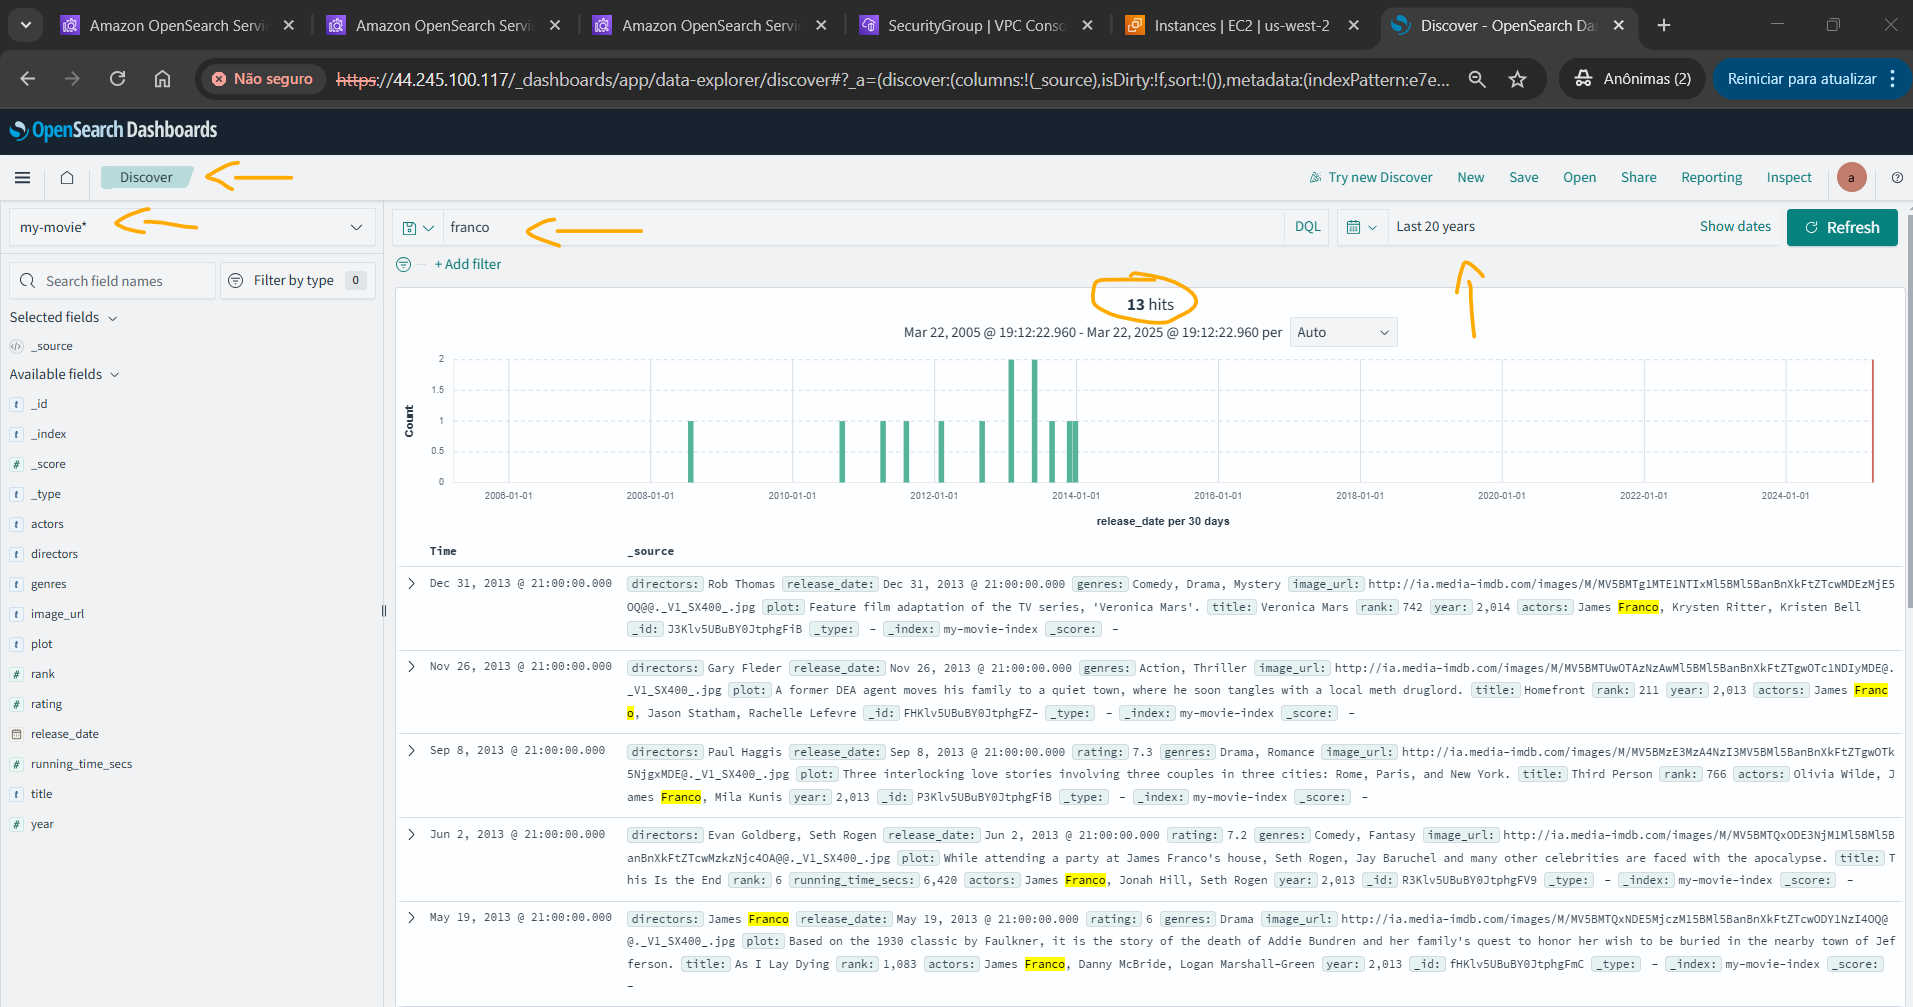 Amazon OpenSearch Servi
Amazon OpenSearch Servi
Amazon OpenSearch Servi
SecurityGroup | VPC Conso
Instances | EC2 | us-west-2
Discover - OpenSearch Da
Não seguro
https://44.245.100.117/_dashboards/app/data-explorer/discover#?_a=(discover:(columns:!(_source),isDirty:!f,sort:!()),metadata:(indexPattern:e7e...
Anônimas (2)
Reiniciar para atualizar
OpenSearch Dashboards
Discover
Try new Discover
New
Save
Open
Share
Reporting
Inspect
a
my-movie*
franco
DQL
Last 20 years
Show dates
Refresh
+ Add filter
Search field names
Filter by type 0
Selected fields
_source
Available fields
_id
_index
_score
_type
actors
directors
genres
image_url
plot
rank
rating
release_date
running_time_secs
title
year
13 hits
Mar 22, 2005 @ 19:12:22.960 - Mar 22, 2025 @ 19:12:22.960 per
Auto
Count
2
1.5
1
0.5
0
2006-01-01
2008-01-01
2010-01-01
2012-01-01
2014-01-01
2016-01-01
2018-01-01
2020-01-01
2022-01-01
2024-01-01
release_date per 30 days
Time
_source
Dec 31, 2013 @ 21:00:00.000
directors: Rob Thomas release_date: Dec 31, 2013 @ 21:00:00.000 genres: Comedy, Drama, Mystery image_url: http://ia.media-imdb.com/images/M/MV5BMTg1MTE1NTIxMl5BMl5BanBnXkFtZTcwMDEzMjE5
OQ@@._V1_SX400_.jpg plot: Feature film adaptation of the TV series, 'Veronica Mars'. title: Veronica Mars rank: 742 year: 2,014 actors: James Franco, Krysten Ritter, Kristen Bell
_id: J3Klv5UBuBY0JtphgFiB _type: - _index: my-movie-index _score: -
Nov 26, 2013 @ 21:00:00.000
directors: Gary Fleder release_date: Nov 26, 2013 @ 21:00:00.000 genres: Action, Thriller image_url: http://ia.media-imdb.com/images/M/MV5BMTUwOTAzNzAwMl5BMl5BanBnXkFtZTgwOTc1NDIyMDE@.
_V1_SX400_.jpg plot: A former DEA agent moves his family to a quiet town, where he soon tangles with a local meth druglord. title: Homefront rank: 211 year: 2,013 actors: James Franc
o, Jason Statham, Rachelle Lefevre _id: FHKlv5UBuBY0JtphgFZ- _type: - _index: my-movie-index _score: -
Sep 8, 2013 @ 21:00:00.000
directors: Paul Haggis release_date: Sep 8, 2013 @ 21:00:00.000 rating: 7.3 genres: Drama, Romance image_url: http://ia.media-imdb.com/images/M/MV5BMzE3MzA4NzI3MV5BMl5BanBnXkFtZTgwOTk
5NjgxMDE@._V1_SX400_.jpg plot: Three interlocking love stories involving three couples in three cities: Rome, Paris, and New York. title: Third Person rank: 766 actors: Olivia Wilde, J
ames Franco, Mila Kunis year: 2,013 _id: P3Klv5UBuBY0JtphgFiB _type: - _index: my-movie-index _score: -
Jun 2, 2013 @ 21:00:00.000
directors: Evan Goldberg, Seth Rogen release_date: Jun 2, 2013 @ 21:00:00.000 rating: 7.2 genres: Comedy, Fantasy image_url: http://ia.media-imdb.com/images/M/MV5BMTQxODE3NjM1Ml5BMl5B
anBnXkFtZTcwMzkzNjc4OA@@._V1_SX400_.jpg plot: While attending a party at James Franco's house, Seth Rogen, Jay Baruchel and many other celebrities are faced with the apocalypse. title: T
his Is the End rank: 6 running_time_secs: 6,420 actors: James Franco, Jonah Hill, Seth Rogen year: 2,013 _id: R3Klv5UBuBY0JtphgFV9 _type: - _index: my-movie-index _score: -
May 19, 2013 @ 21:00:00.000
directors: James Franco release_date: May 19, 2013 @ 21:00:00.000 rating: 6 genres: Drama image_url: http://ia.media-imdb.com/images/M/MV5BMTQxNDE5MjczM15BMl5BanBnXkFtZTcwODY1NzI4OQ@
@._V1_SX400_.jpg plot: Based on the 1930 classic by Faulkner, it is the story of the death of Addie Bundren and her family's quest to honor her wish to be buried in the nearby town of Jef
ferson. title: As I Lay Dying rank: 1,083 actors: James Franco, Danny McBride, Logan Marshall-Green year: 2,013 _id: fHKlv5UBuBY0JtphgFmC _type: - _index: my-movie-index _score:
-